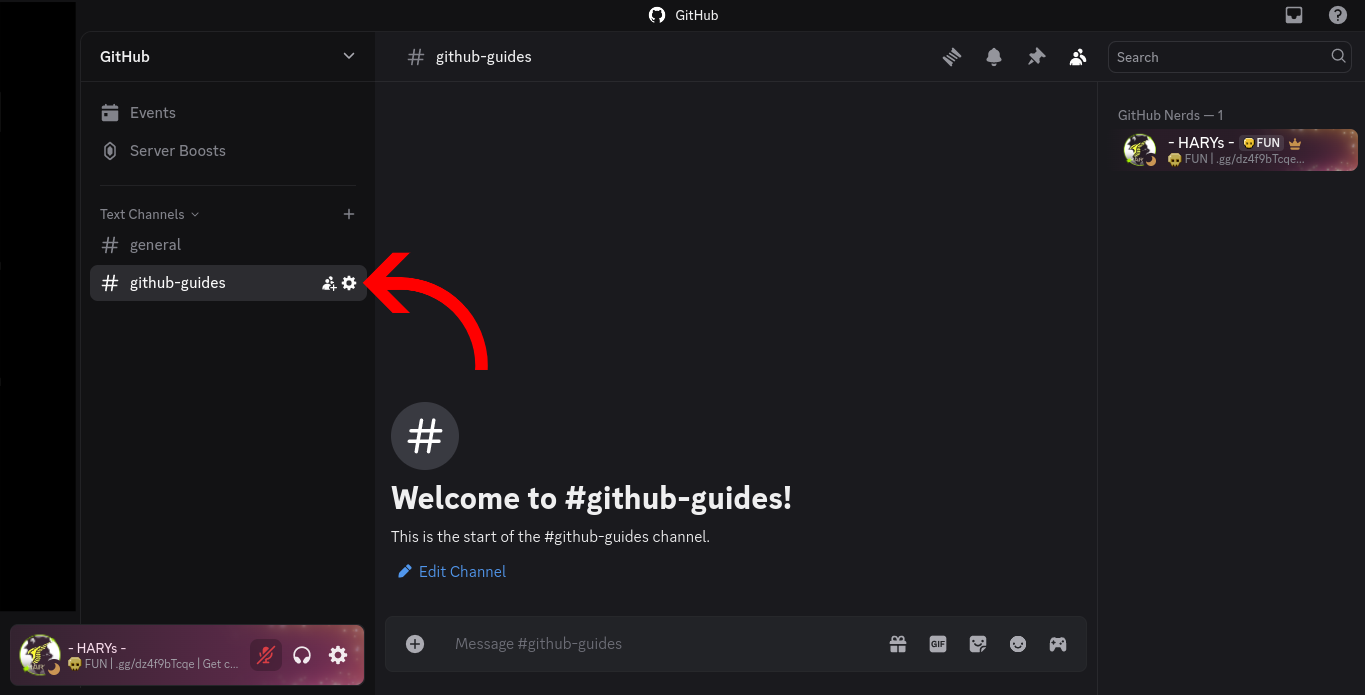 GitHub
GitHub
Events
Server Boosts
Text Channels
general
github-guides
- HARYs -
FUN | .gg/dz4f9bTcqe | Get c...
github-guides
Search
Welcome to #github-guides!
This is the start of the #github-guides channel.
Edit Channel
Message #github-guides
GIF
GitHub Nerds — 1
- HARYs - FUN
FUN | .gg/dz4f9bTcqe...